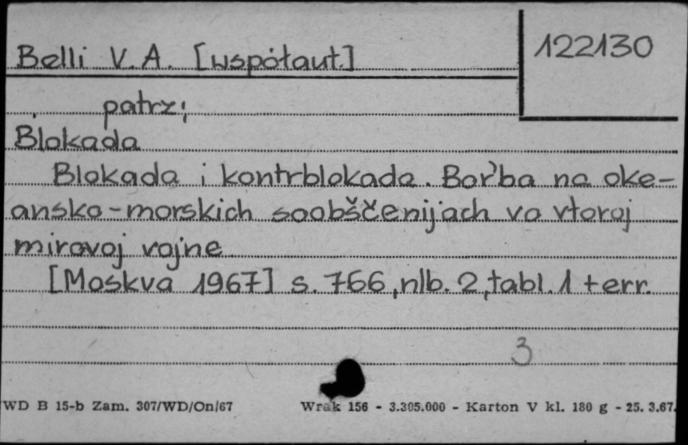 Belli V. A. [współaut.]
122130
patrz:
Blokada
Blokada i kontrblokada. Bor'ba na oke-
ansko-morskich soobščenijach vo vtoroj
mirovoj vojne
[Moskva 1967] s. 766, nlb. 2, tabl. 1 + err.
3
WD B 15-b Zam. 307/WD/On/67 Wrak 156 - 3.305.000 - Karton V kl. 180 g - 25. 3.67.